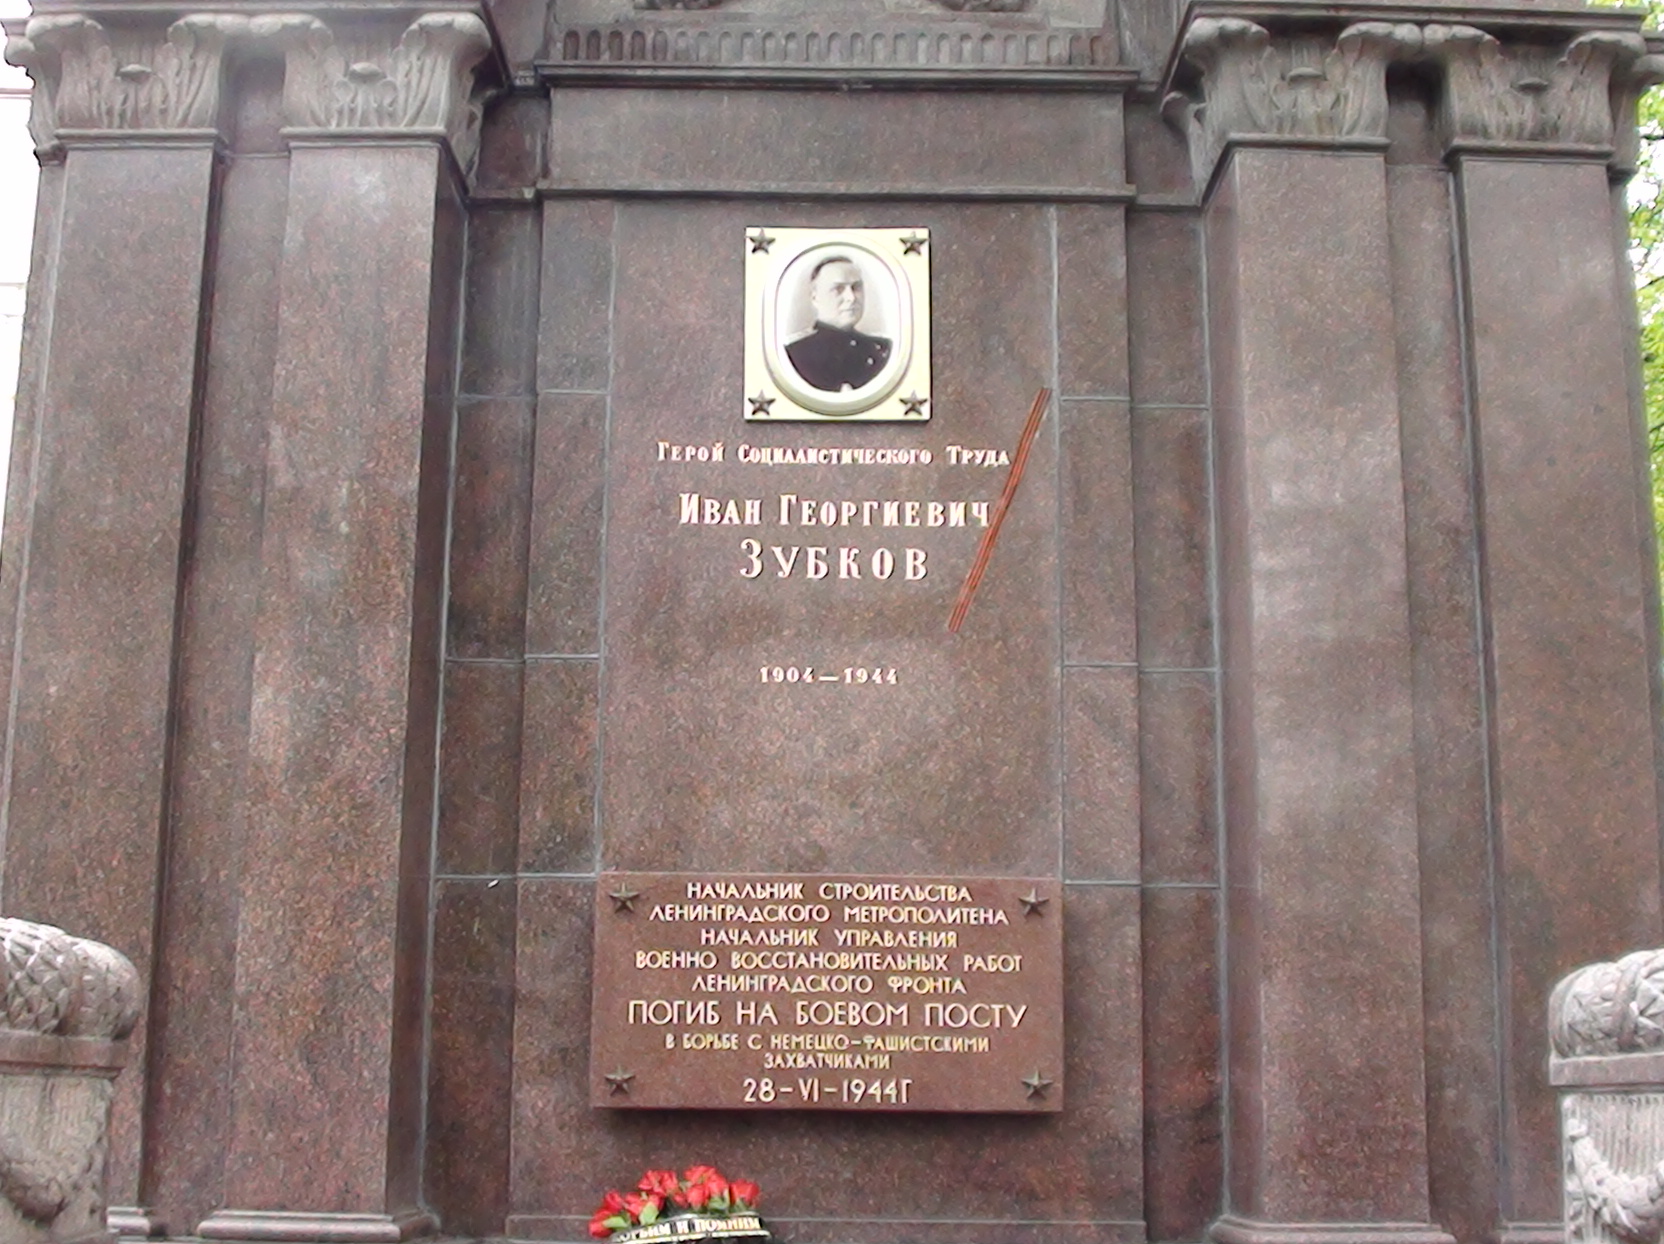 Герой Социалистического Труда
Иван Георгиевич
Зубков
1904—1944
НАЧАЛЬНИК СТРОИТЕЛЬСТВА
ЛЕНИНГРАДСКОГО МЕТРОПОЛИТЕНА
НАЧАЛЬНИК УПРАВЛЕНИЯ
ВОЕННО ВОССТАНОВИТЕЛЬНЫХ РАБОТ
ЛЕНИНГРАДСКОГО ФРОНТА
ПОГИБ НА БОЕВОМ ПОСТУ
В БОРЬБЕ С НЕМЕЦКО-ФАШИСТСКИМИ
ЗАХВАТЧИКАМИ
28-VI-1944Г
И ПОМНИМ